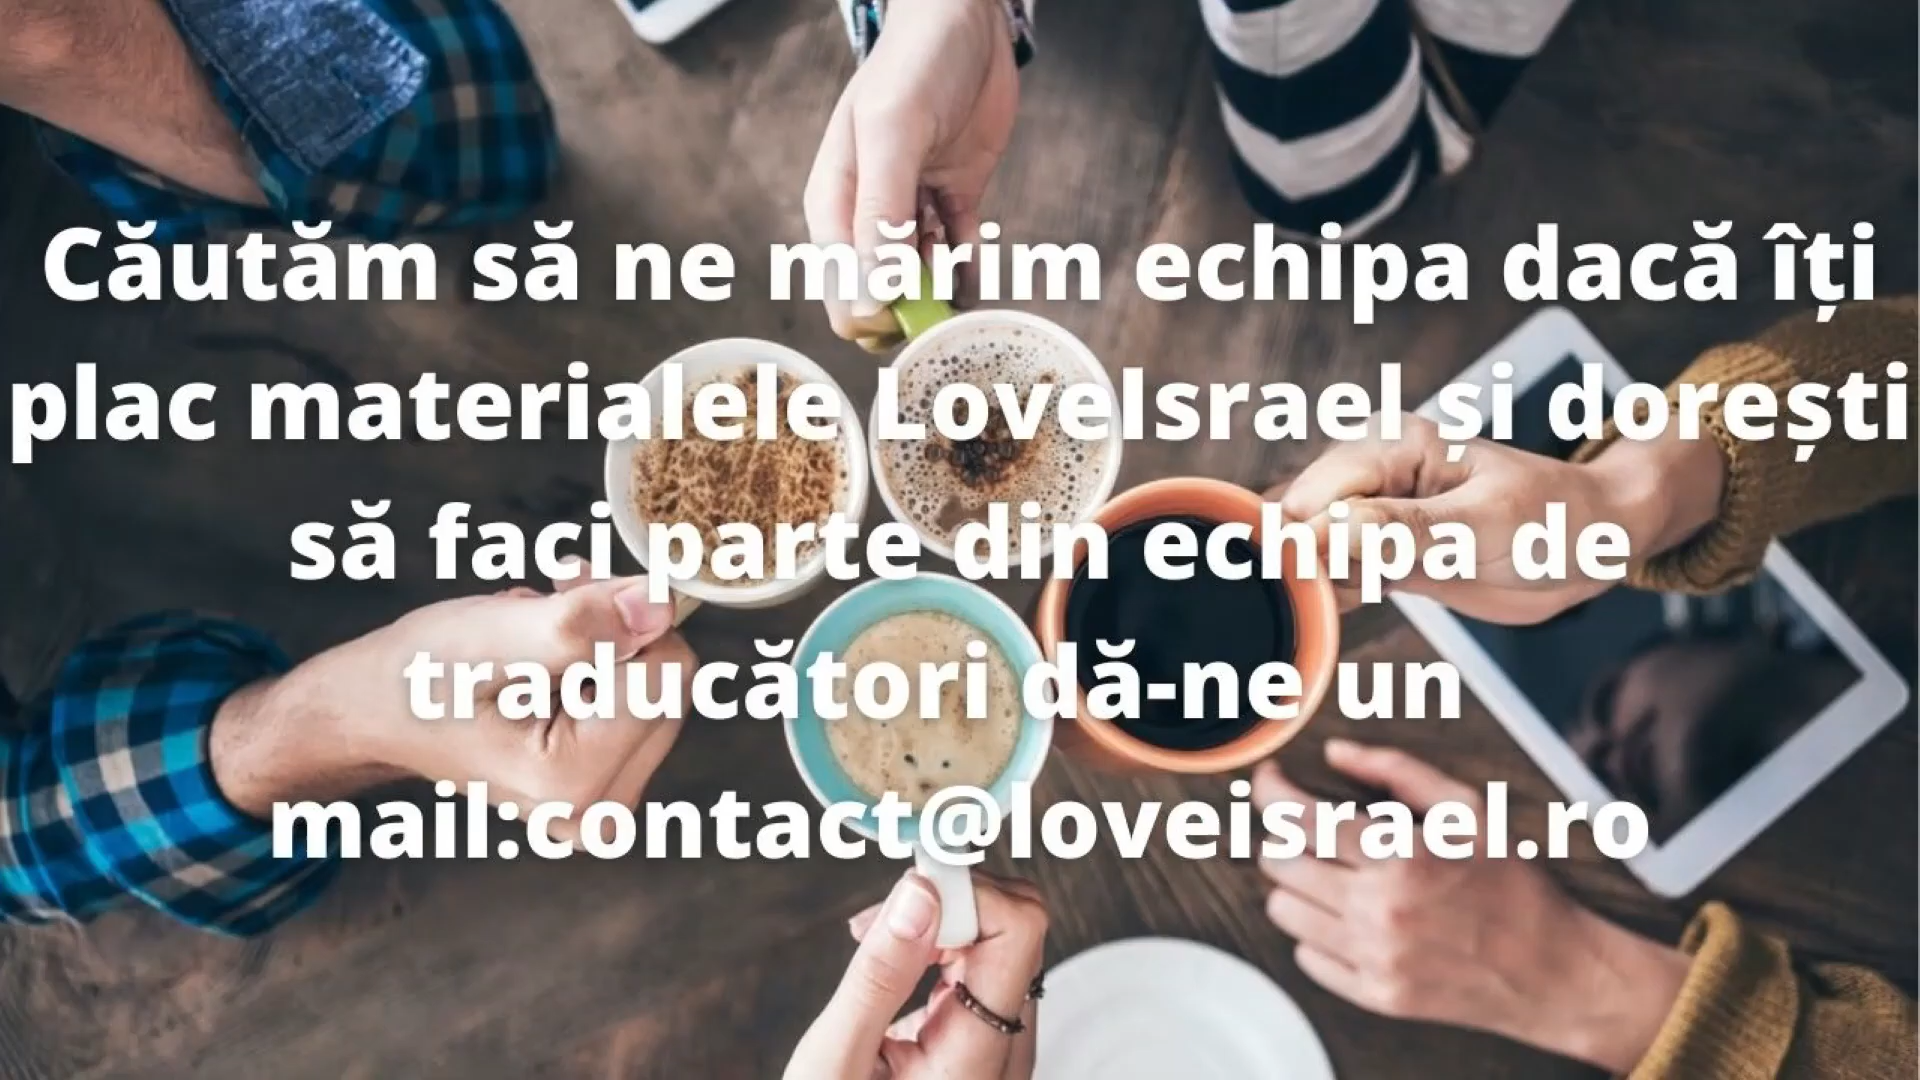 Căutăm să ne mărim echipa dacă îți
plac materialele LoveIsrael și dorești
să faci parte din echipa de
traducători dă-ne un
mail:contact@loveisrael.ro